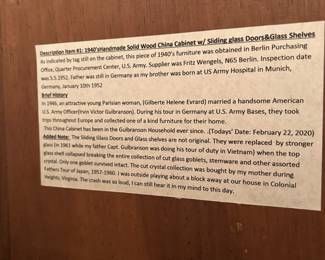 Description Item #1: 1940'sHandmade Solid Wood China Cabinet w/ Sliding glass Doors&Glass Shelves
As indicated by tag still on the cabinet, this piece of 1940's furniture was obtained in Berlin Purchasing
Office, Quarter Procurement Center, U.S. Army. Supplier was Fritz Wengels, N65 Berlin. Inspection date
was 5.5.1952. Father was still in Germany as my brother was born at US Army Hospital in Munich,
Germany, January 10th 1952
Brief History
In 1946, an attractive young Parisian woman, (Gilberte Helene Evrard) married a handsome American
U.S. Army Officer(Irvin Victor Gulbranson). During his tour in Germany at U.S. Army Bases, they took
trips throughout Europe and collected one of a kind furniture for their home.
This China Cabinet has been in the Gulbranson Household ever since. .(Todays' Date: February 22, 2020)
Added Note: The Sliding Glass Doors and Glass shelves are not original. They were replaced by stronger
glass (in 1963 while my father Capt. Gulbranson was doing his tour of duty in Vietnam) when the top
glass shelf collapsed breaking the entire collection of cut glass goblets, stemware and other assorted
crystal. Only one goblet survived intact. The cut crystal collection was bought by my mother during
Fathers Tour of Japan, 1957-1960. I was outside playing about a block away at our house in Colonial
Heights, Virginia. The crash was so loud, I can still hear it in my mind to this day.